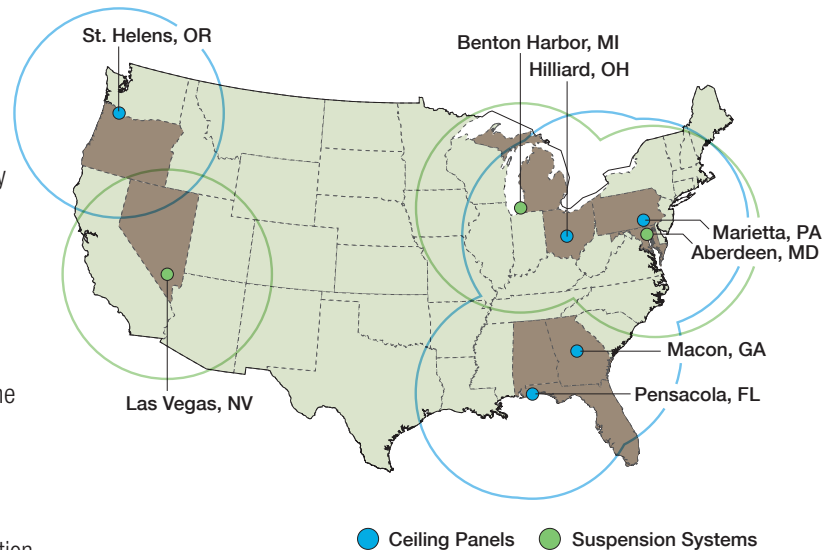 St. Helens, OR
Benton Harbor, MI
Hilliard, OH
Marietta, PA
Aberdeen, MD
Macon, GA
Pensacola, FL
Las Vegas, NV
Ceiling Panels
Suspension Systems